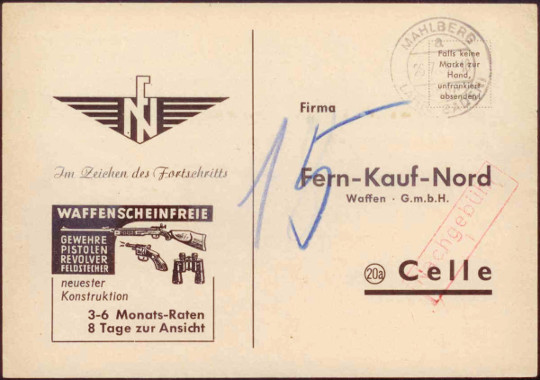 Im Zeichen des Fortschritts
WAFFENSCHEINFREIE
GEWEHRE
PISTOLEN
REVOLVER
FELDSTECHER
neuester
Konstruktion
3-6 Monats-Raten
8 Tage zur Ansicht
MAHLBERG
a
Falls keine
Marke zur
Hand,
unfrankiert
absenden!
Firma
15
Fern-Kauf-Nord
Waffen · G.m.b.H.
Nachgebühr
20a Celle